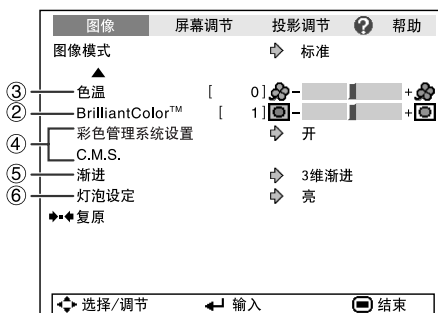 图像 屏幕调节 投影调节 ? 帮助
图像模式 标准
③ 色温 [ 0] - +
② BrilliantColor™ [ 1] - +
④ 彩色管理系统设置 开
C.M.S.
⑤ 渐进 3维渐进
⑥ 灯泡设定 亮
复原
选择/调节 输入 结束